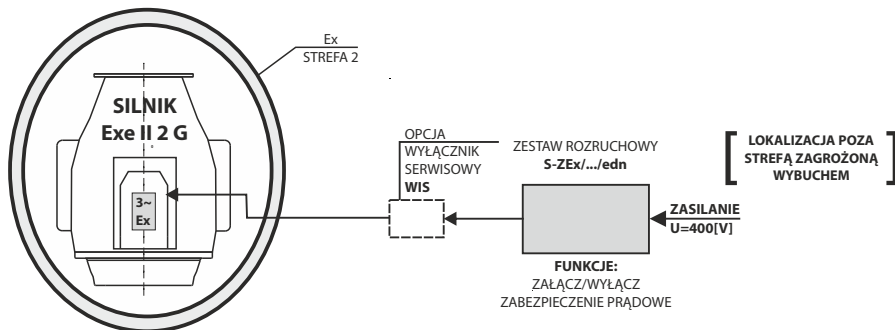 Ex
STREFA 2
SILNIK
Exe II 2 G
3~
Ex
OPCJA
WYŁĄCZNIK
SERWISOWY
WIS
ZESTAW ROZRUCHOWY
S-ZEx/.../edn
LOKALIZACJA POZA
STREFĄ ZAGROŻONĄ
WYBUCHEM
ZASILANIE
U=400[V]
FUNKCJE:
ZAŁĄCZ/WYŁĄCZ
ZABEZPIECZENIE PRĄDOWE